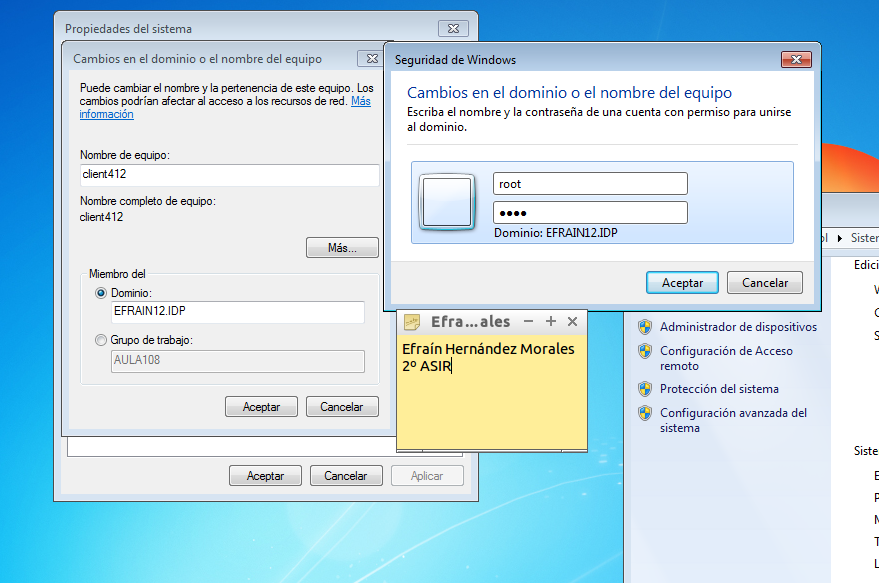 Propiedades del sistema
Cambios en el dominio o el nombre del equipo
Puede cambiar el nombre y la pertenencia de este equipo. Los
cambios podrían afectar al acceso a los recursos de red. Más
información
Nombre de equipo:
client412
Nombre completo de equipo:
client412
Más...
Miembro del
Dominio:
EFRAIN12.IDP
Grupo de trabajo:
AULA108
Aceptar
Cancelar
Aceptar
Cancelar
Aplicar
Seguridad de Windows
Cambios en el dominio o el nombre del equipo
Escriba el nombre y la contraseña de una cuenta con permiso para unirse
al dominio.
root
••••
Dominio: EFRAIN12.IDP
Aceptar
Cancelar
Efra...ales
Efraín Hernández Morales
2º ASIR
Administrador de dispositivos
Configuración de Acceso
remoto
Protección del sistema
Configuración avanzada del
sistema
Sister
Edici
Siste